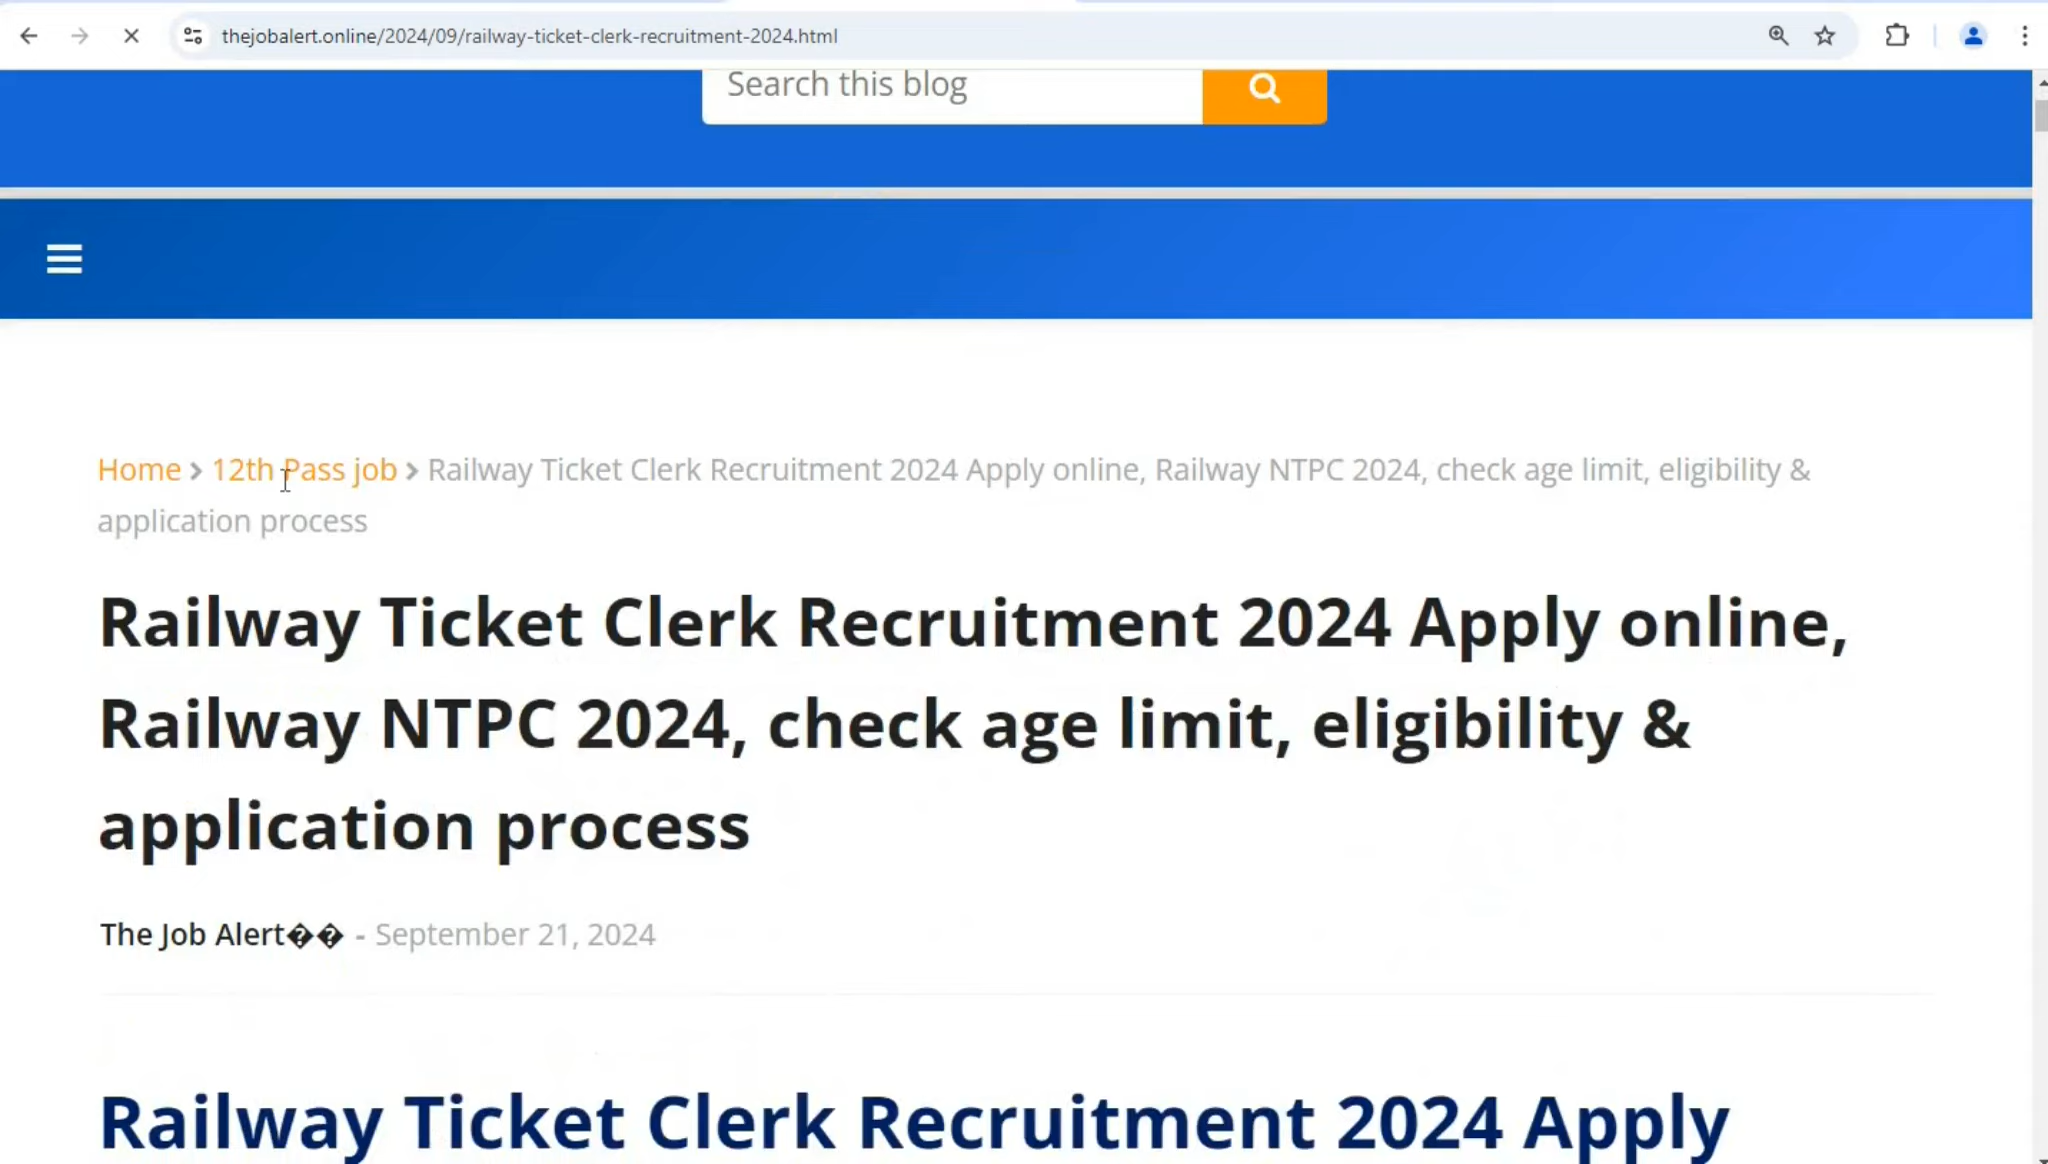 thejobalert.online/2024/09/railway-ticket-clerk-recruitment-2024.html
Search this blog
Home > 12th Pass job > Railway Ticket Clerk Recruitment 2024 Apply online, Railway NTPC 2024, check age limit, eligibility &
application process
Railway Ticket Clerk Recruitment 2024 Apply online,
Railway NTPC 2024, check age limit, eligibility &
application process
The Job Alert�� - September 21, 2024
Railway Ticket Clerk Recruitment 2024 Apply